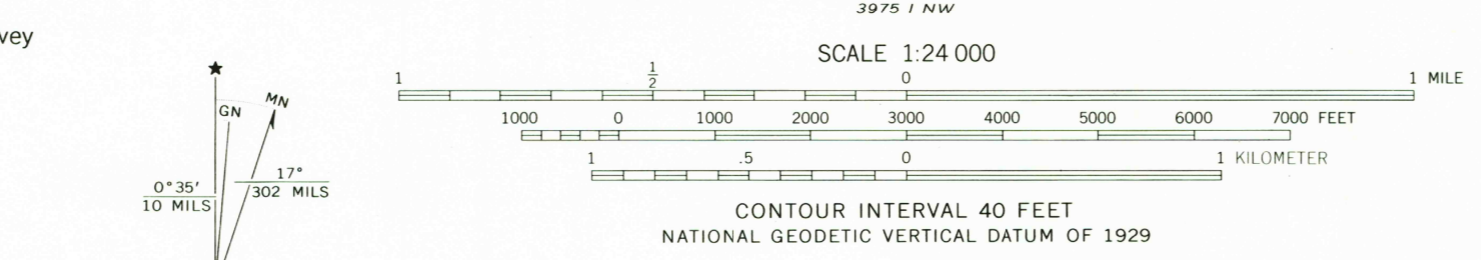 3975 I NW
vey
SCALE 1:24 000
1 1/2 0 1 MILE
1000 0 1000 2000 3000 4000 5000 6000 7000 FEET
1 .5 0 1 KILOMETER
CONTOUR INTERVAL 40 FEET
NATIONAL GEODETIC VERTICAL DATUM OF 1929
★
GN
MN
0°35′
10 MILS
17°
302 MILS